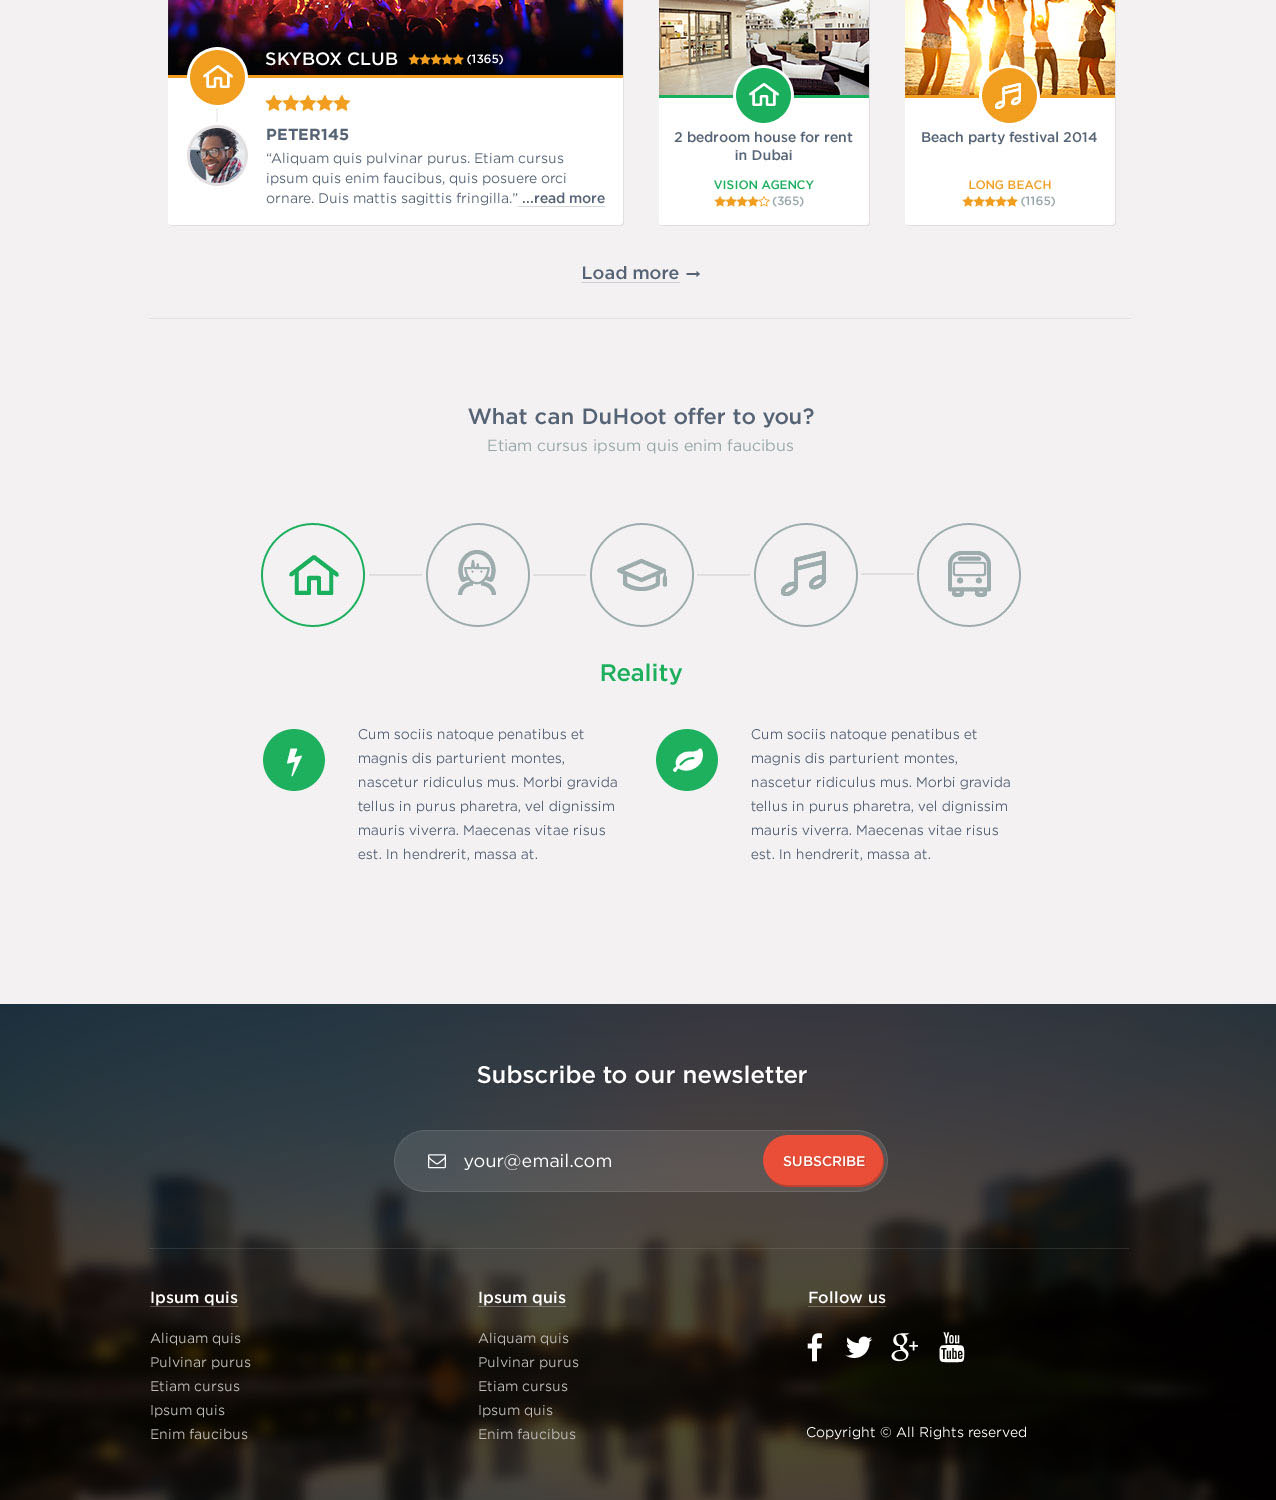 SKYBOX CLUB (1365)
PETER145
“Aliquam quis pulvinar purus. Etiam cursus
ipsum quis enim faucibus, quis posuere orci
ornare. Duis mattis sagittis fringilla.” ...read more
2 bedroom house for rent
in Dubai
VISION AGENCY
(365)
Beach party festival 2014
LONG BEACH
(1165)
Load more →
What can DuHoot offer to you?
Etiam cursus ipsum quis enim faucibus
Reality
Cum sociis natoque penatibus et
magnis dis parturient montes,
nascetur ridiculus mus. Morbi gravida
tellus in purus pharetra, vel dignissim
mauris viverra. Maecenas vitae risus
est. In hendrerit, massa at.
Cum sociis natoque penatibus et
magnis dis parturient montes,
nascetur ridiculus mus. Morbi gravida
tellus in purus pharetra, vel dignissim
mauris viverra. Maecenas vitae risus
est. In hendrerit, massa at.
Subscribe to our newsletter
your@email.com
SUBSCRIBE
Ipsum quis
Aliquam quis
Pulvinar purus
Etiam cursus
Ipsum quis
Enim faucibus
Ipsum quis
Aliquam quis
Pulvinar purus
Etiam cursus
Ipsum quis
Enim faucibus
Follow us
You
Tube
Copyright © All Rights reserved